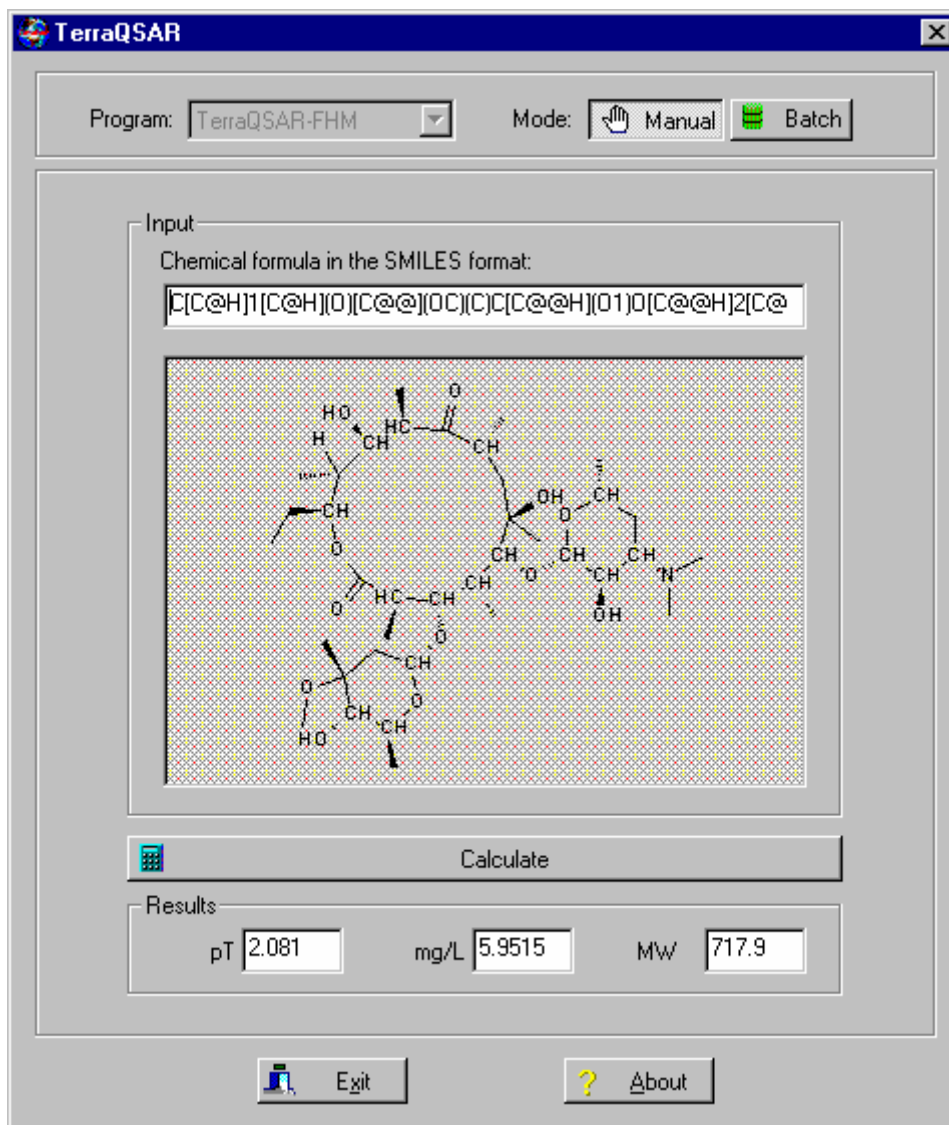 TerraQSAR
Program: TerraQSAR-FHM Mode: Manual Batch
Input
Chemical formula in the SMILES format:
C[C@H]1[C@H](O)[C@@](OC)(C)C[C@@H](O1)O[C@@H]2[C@
O
HO HC
H CH CH
CH OH CH
O
O CH CH CH
CH O CH N
O HC CH OH
O
CH
O O
CH CH
HO
Calculate
Results
pT 2.081 mg/L 5.9515 MW 717.9
Exit ? About